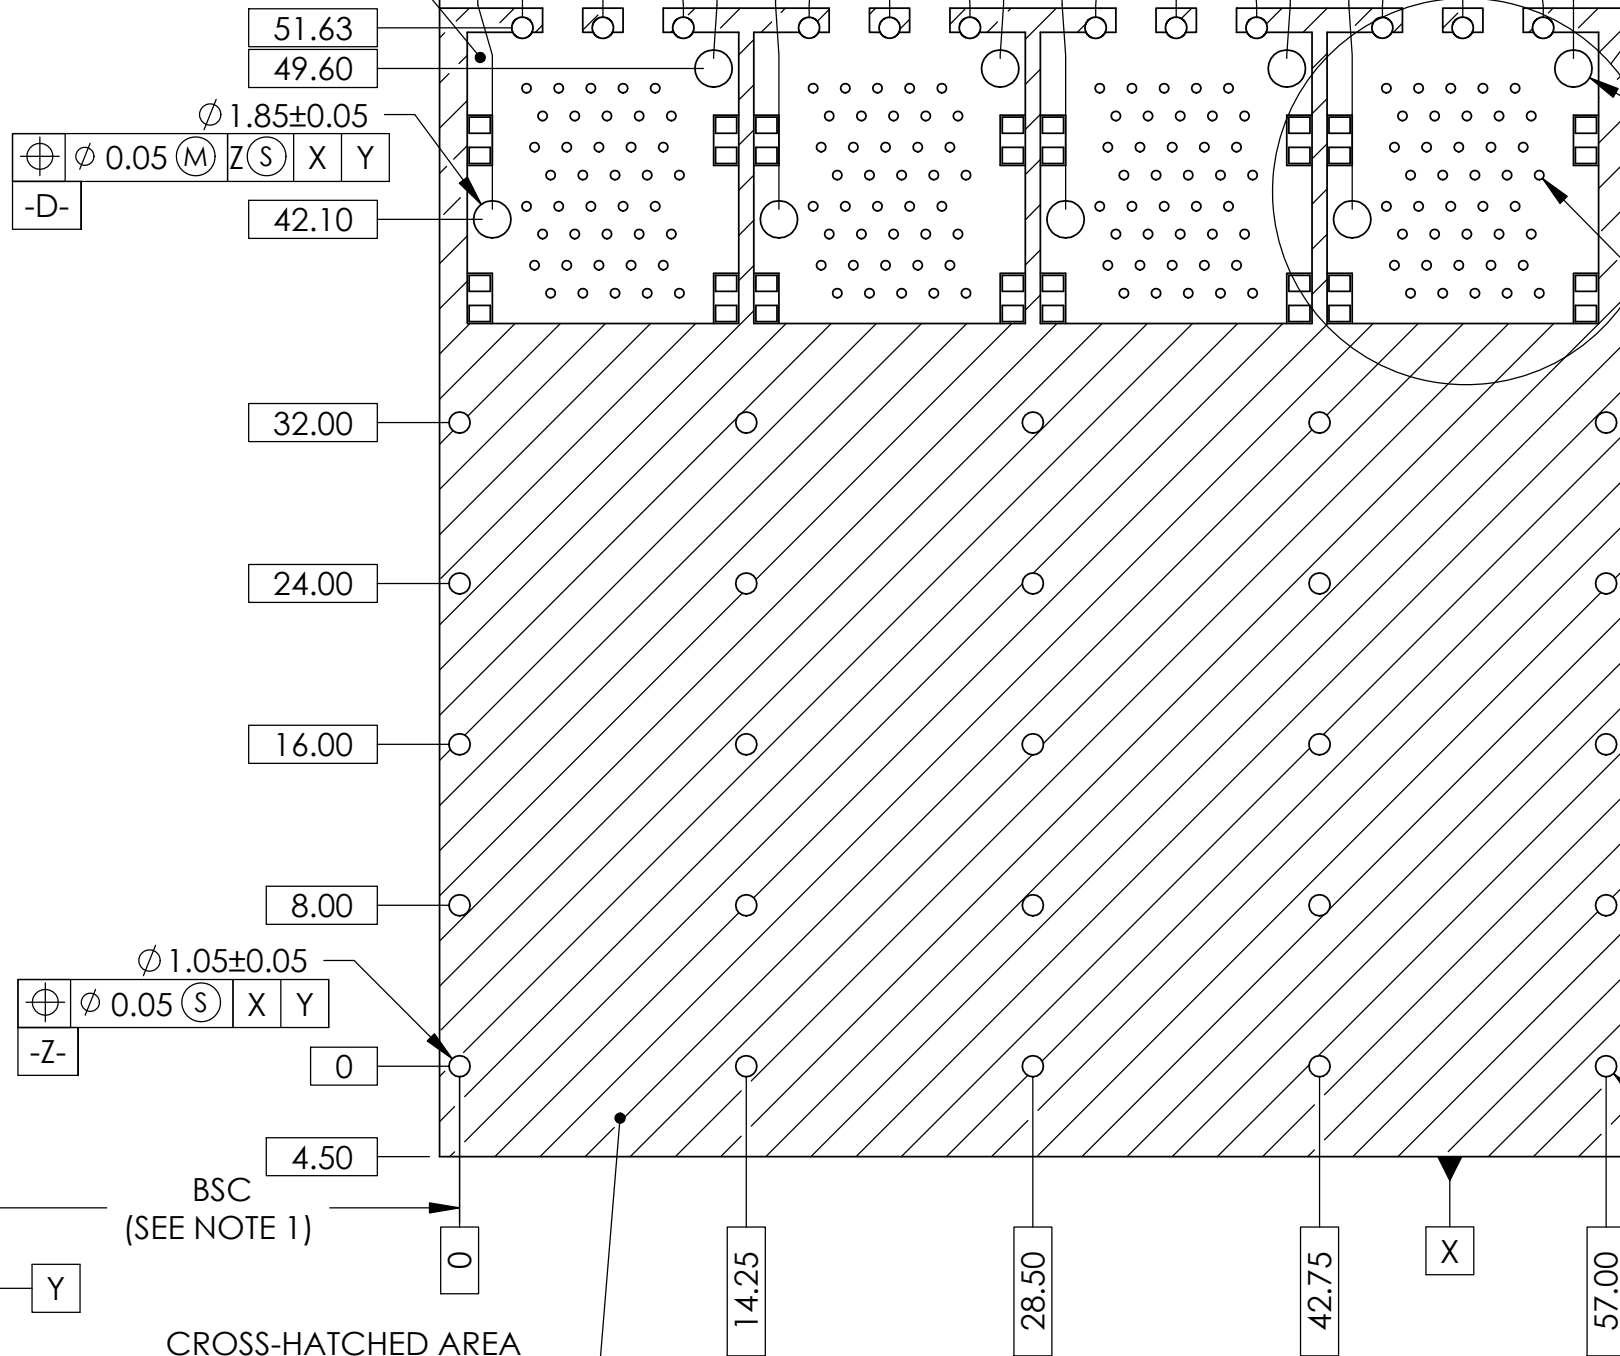 51.63
49.60
⌀ 1.85±0.05
⌖ ⌀ 0.05 Ⓜ Z Ⓢ X Y
-D-
42.10
32.00
24.00
16.00
8.00
⌀ 1.05±0.05
⌖ ⌀ 0.05 Ⓢ X Y
-Z-
0
4.50
BSC
(SEE NOTE 1)
Y
0
14.25
28.50
42.75
X
57.00
CROSS-HATCHED AREA